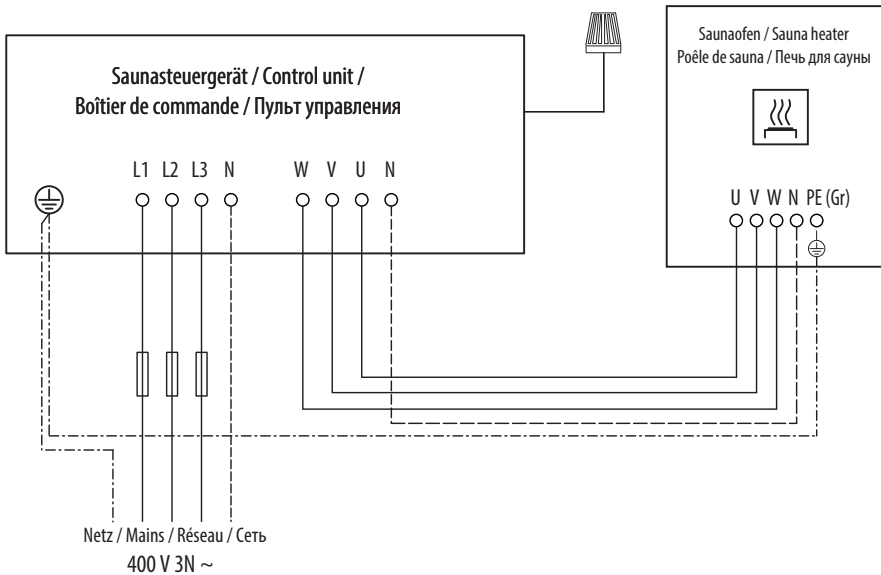 Saunasteuergerät / Control unit /
Boîtier de commande / Пульт управления
L1 L2 L3 N
W V U N
Saunaofen / Sauna heater
Poêle de sauna / Печь для сауны
U V W N PE (Gr)
Netz / Mains / Réseau / Сеть
400 V 3N ~